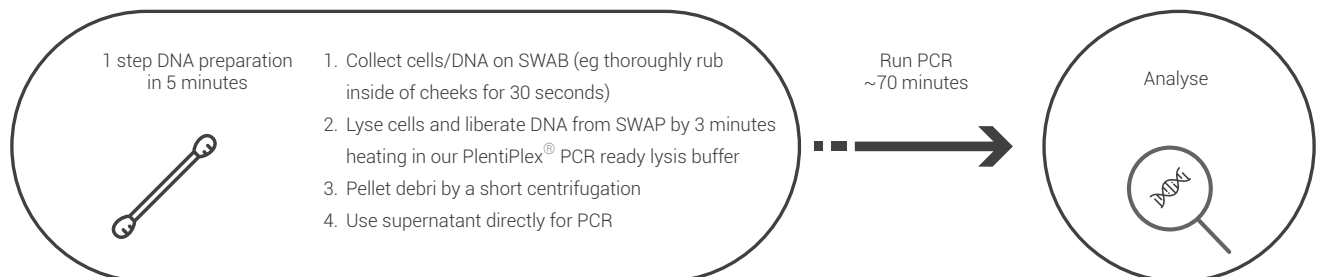 1 step DNA preparation
in 5 minutes
1. Collect cells/DNA on SWAB (eg thoroughly rub
inside of cheeks for 30 seconds)
2. Lyse cells and liberate DNA from SWAP by 3 minutes
heating in our PlentiPlex® PCR ready lysis buffer
3. Pellet debri by a short centrifugation
4. Use supernatant directly for PCR
Run PCR
~70 minutes
Analyse